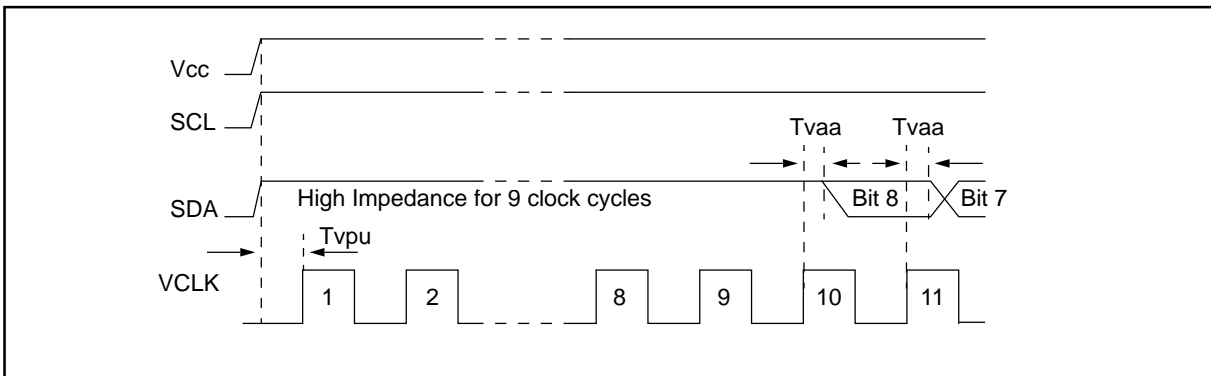 Vcc
SCL
Tvaa Tvaa
SDA High Impedance for 9 clock cycles Bit 8 Bit 7
Tvpu
VCLK 1 2 8 9 10 11